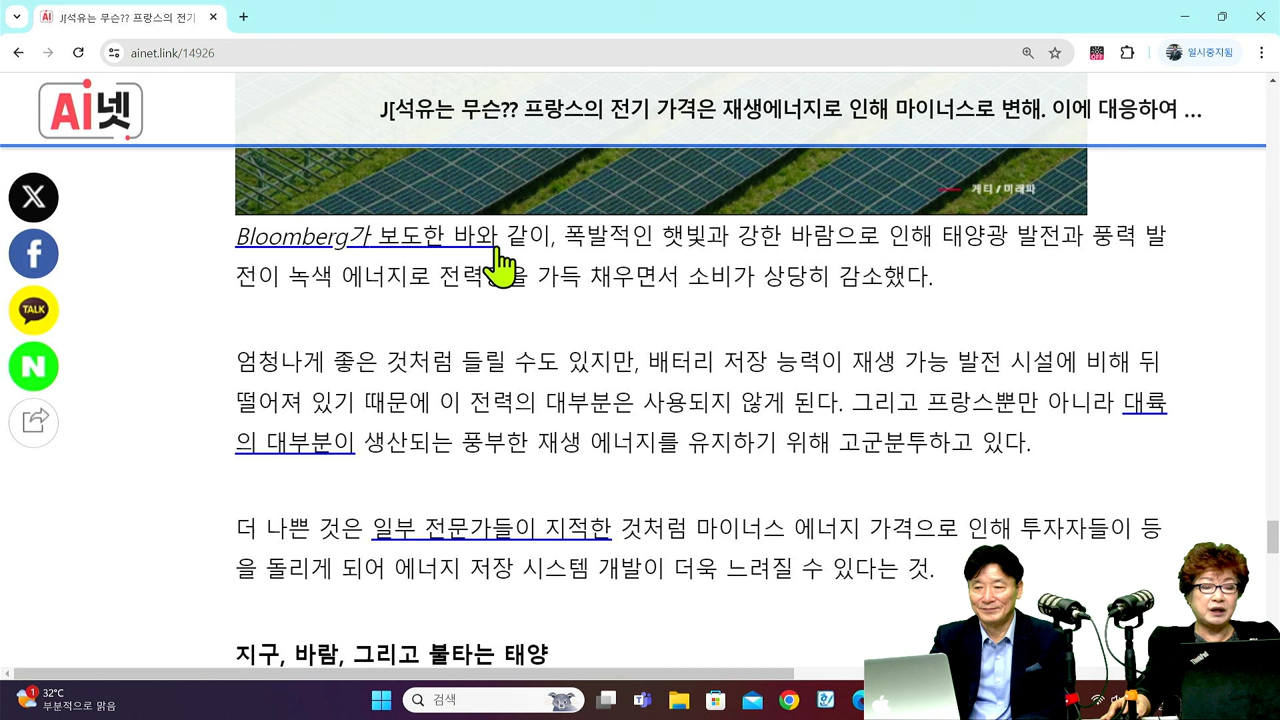 J[석유는 무슨?? 프랑스의 전기
ainet.link/14926
OFF
일시중지됨
Ai넷
J[석유는 무슨?? 프랑스의 전기 가격은 재생에너지로 인해 마이너스로 변해. 이에 대응하여 ...
게티 / 미래파
X
f
TALK
N
Bloomberg가 보도한 바와 같이, 폭발적인 햇빛과 강한 바람으로 인해 태양광 발전과 풍력 발
전이 녹색 에너지로 전력 을 가득 채우면서 소비가 상당히 감소했다.
엄청나게 좋은 것처럼 들릴 수도 있지만, 배터리 저장 능력이 재생 가능 발전 시설에 비해 뒤
떨어져 있기 때문에 이 전력의 대부분은 사용되지 않게 된다. 그리고 프랑스뿐만 아니라 대륙
의 대부분이 생산되는 풍부한 재생 에너지를 유지하기 위해 고군분투하고 있다.
더 나쁜 것은 일부 전문가들이 지적한 것처럼 마이너스 에너지 가격으로 인해 투자자들이 등
을 돌리게 되어 에너지 저장 시스템 개발이 더욱 느려질 수 있다는 것.
지구, 바람, 그리고 불타는 태양
ThinkPad
1
32°C
부분적으로 맑음
검색